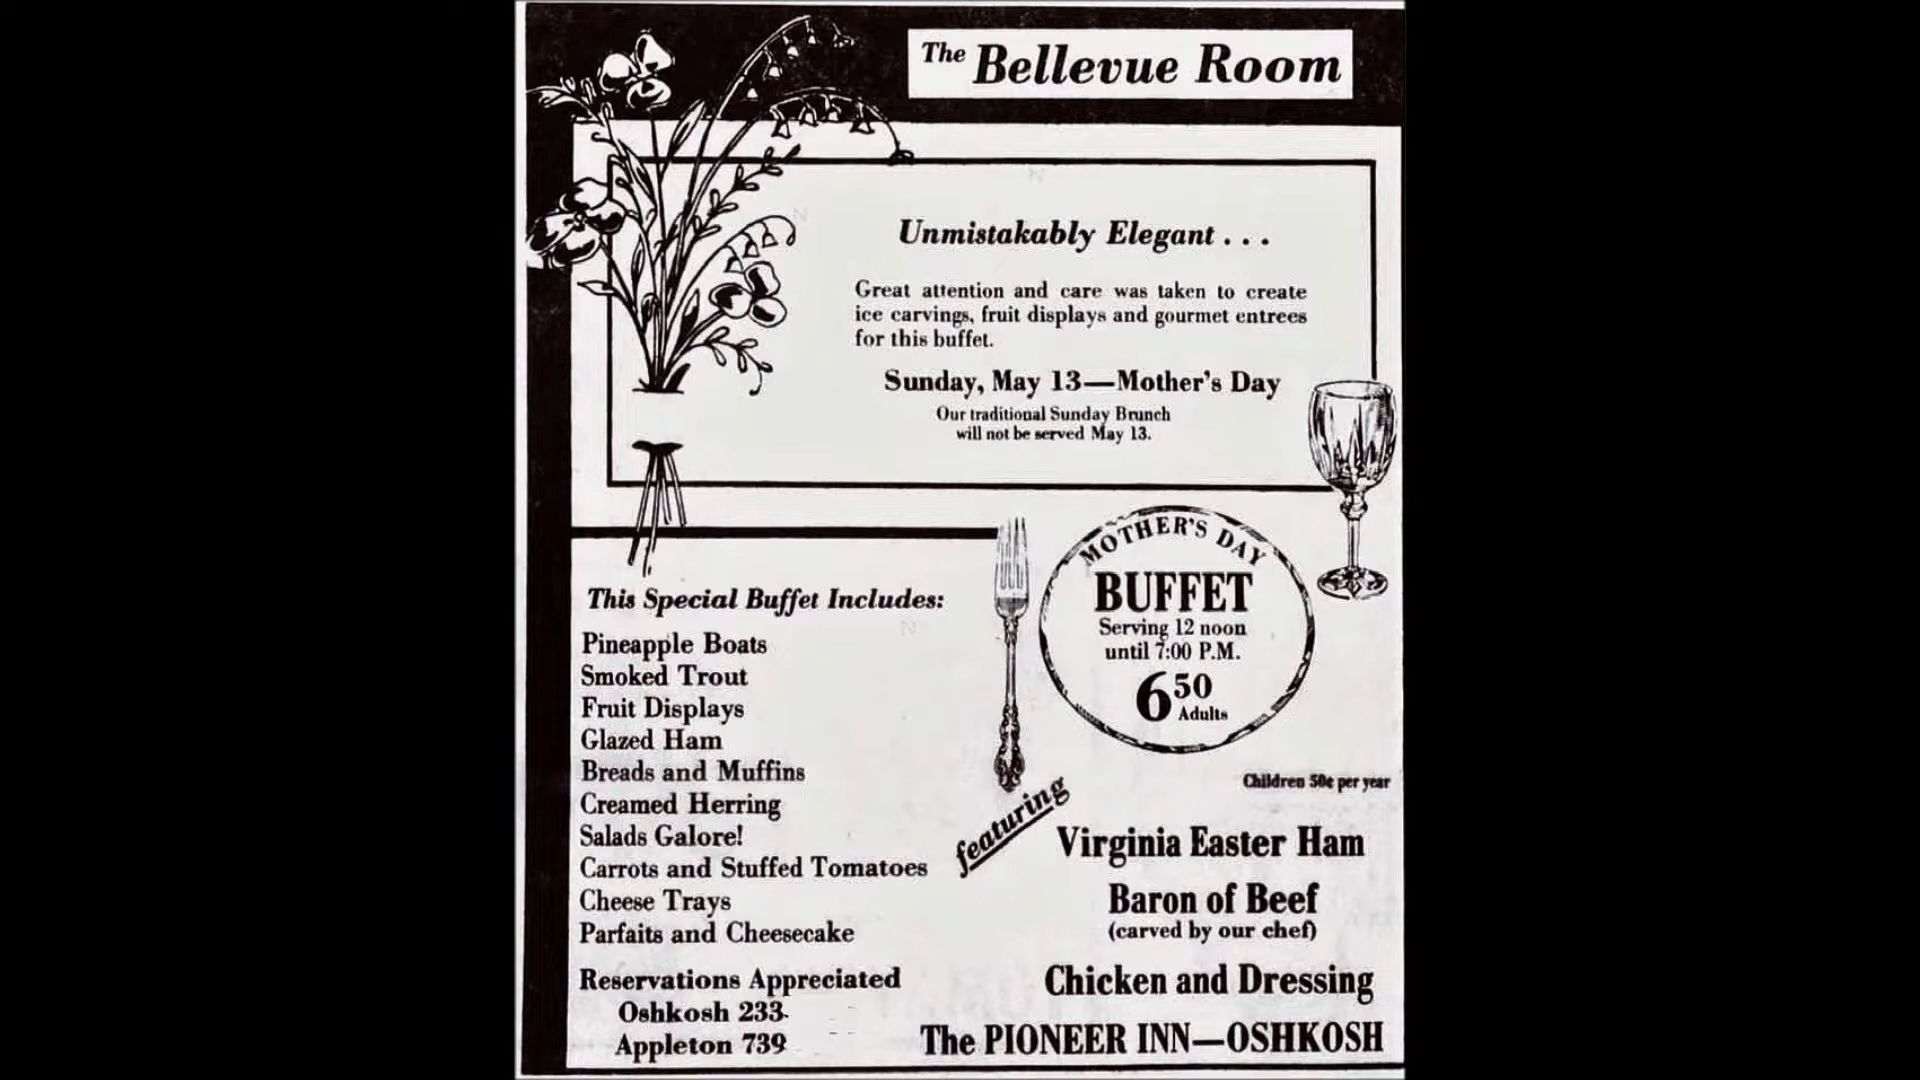 The Bellevue Room
Unmistakably Elegant . . .
Great attention and care was taken to create
ice carvings, fruit displays and gourmet entrees
for this buffet.
Sunday, May 13—Mother's Day
Our traditional Sunday Brunch
will not be served May 13.
This Special Buffet Includes:
Pineapple Boats
Smoked Trout
Fruit Displays
Glazed Ham
Breads and Muffins
Creamed Herring
Salads Galore!
Carrots and Stuffed Tomatoes
Cheese Trays
Parfaits and Cheesecake
Reservations Appreciated
Oshkosh 233-
Appleton 739
MOTHER'S DAY
BUFFET
Serving 12 noon
until 7:00 P.M.
6 50
Adults
Children 50¢ per year
featuring
Virginia Easter Ham
Baron of Beef
(carved by our chef)
Chicken and Dressing
The PIONEER INN—OSHKOSH